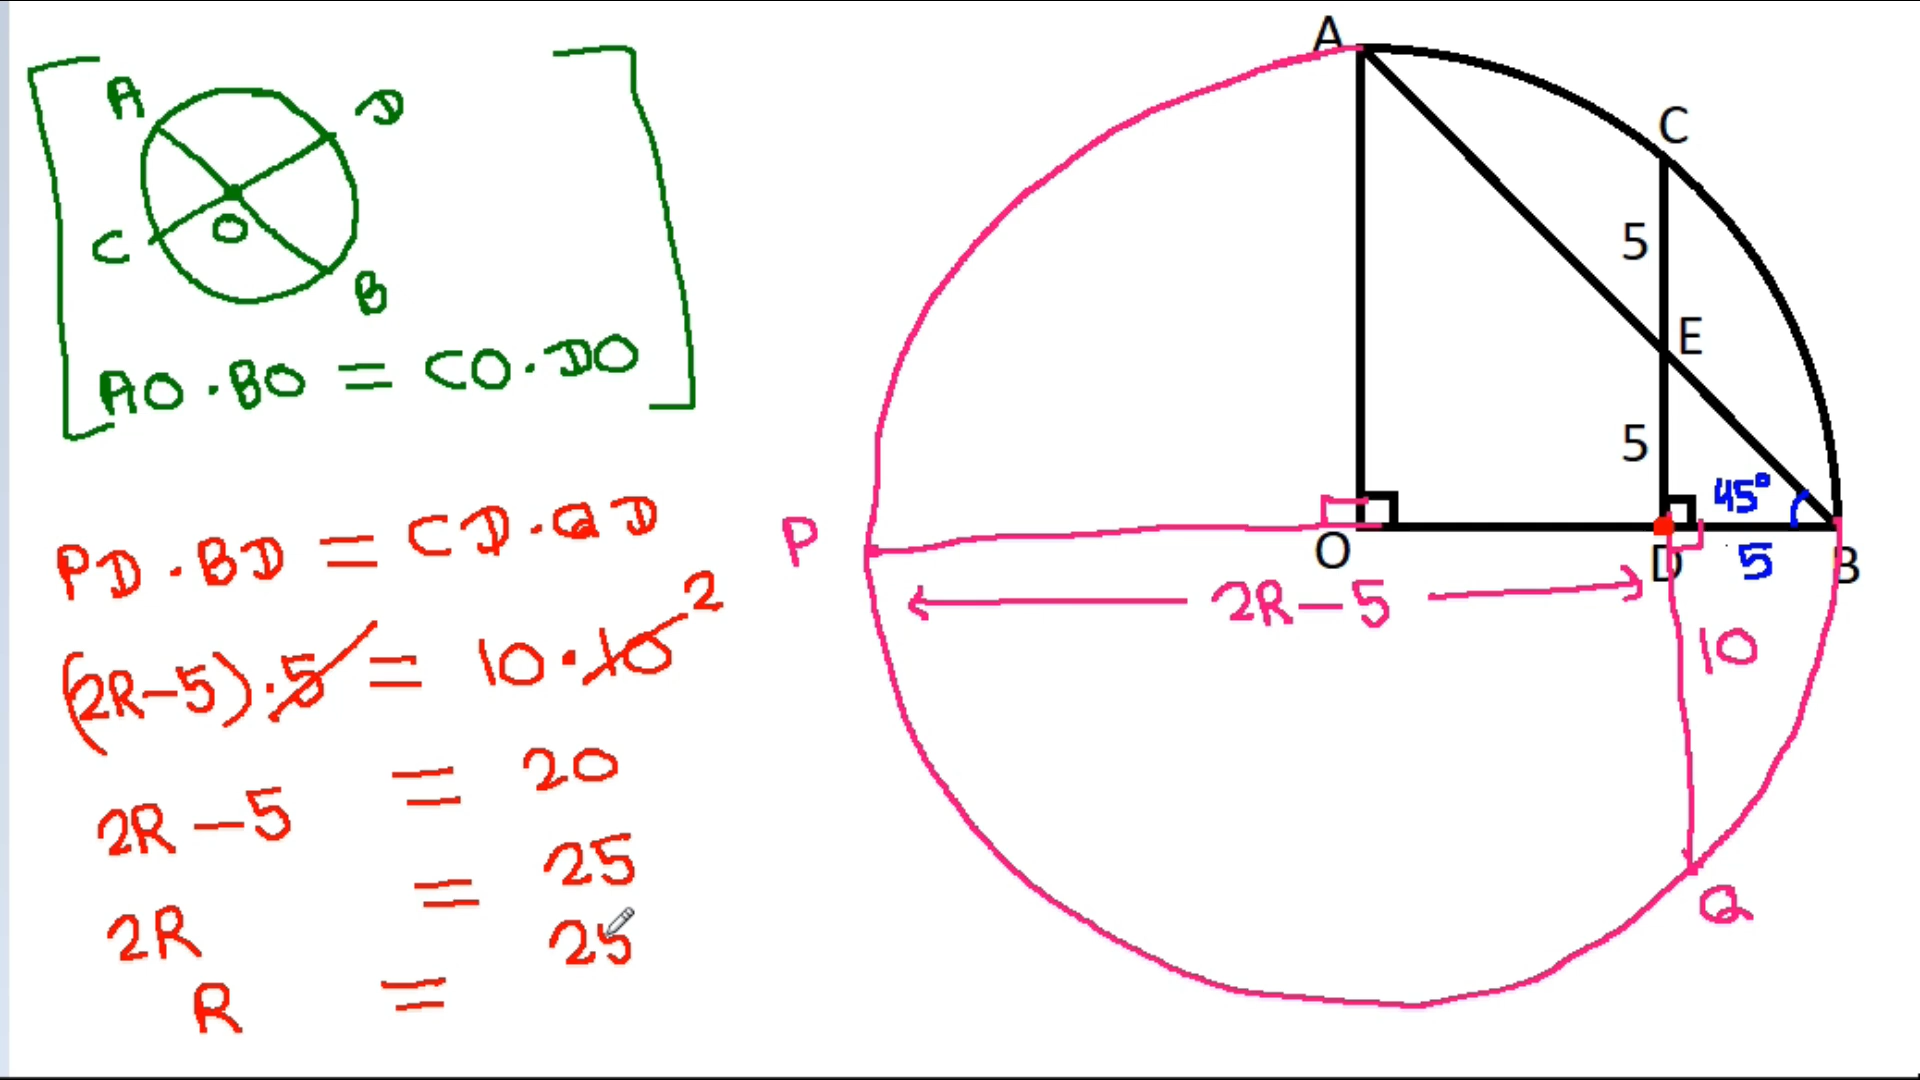 A
D
C
O
B
AO · BO = CO · DO
PD · BD = CD · QD
(2R-5) · 5 = 10 · 10 2
2R - 5 = 20
2R = 25
R = 25
A
C
5
E
5
45°
P
O
D
5
B
2R - 5
10
Q